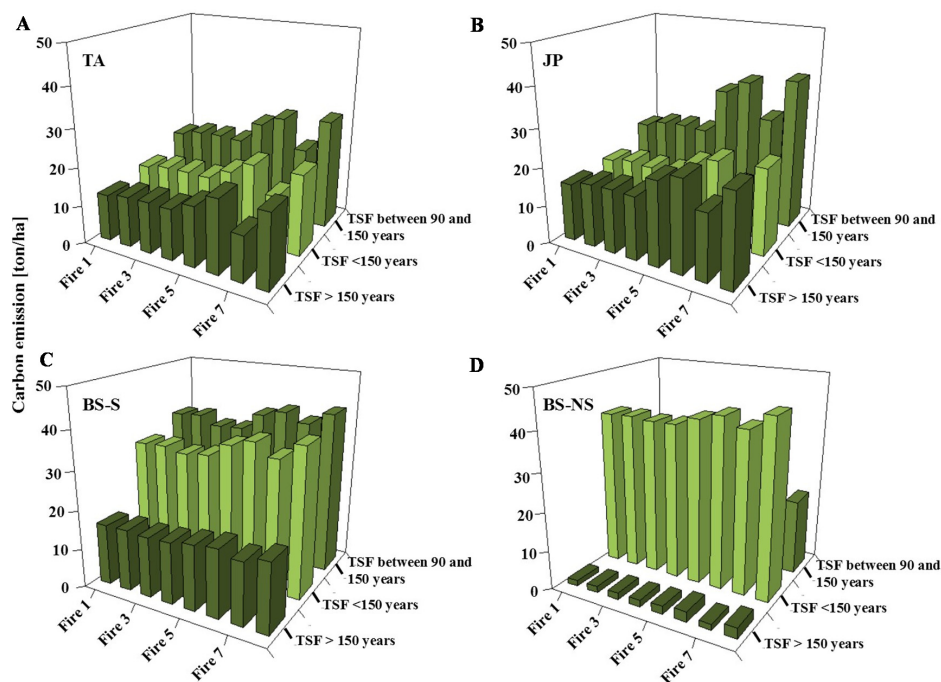 Carbon emission [ton/ha]
A
TA
50
40
30
20
10
0
Fire 1
Fire 3
Fire 5
Fire 7
TSF between 90 and
150 years
TSF <150 years
TSF > 150 years
B
JP
50
40
30
20
10
0
Fire 1
Fire 3
Fire 5
Fire 7
TSF between 90 and
150 years
TSF <150 years
TSF > 150 years
C
BS-S
50
40
30
20
10
0
Fire 1
Fire 3
Fire 5
Fire 7
TSF between 90 and
150 years
TSF <150 years
TSF > 150 years
D
BS-NS
50
40
30
20
10
0
Fire 1
Fire 3
Fire 5
Fire 7
TSF between 90 and
150 years
TSF <150 years
TSF > 150 years